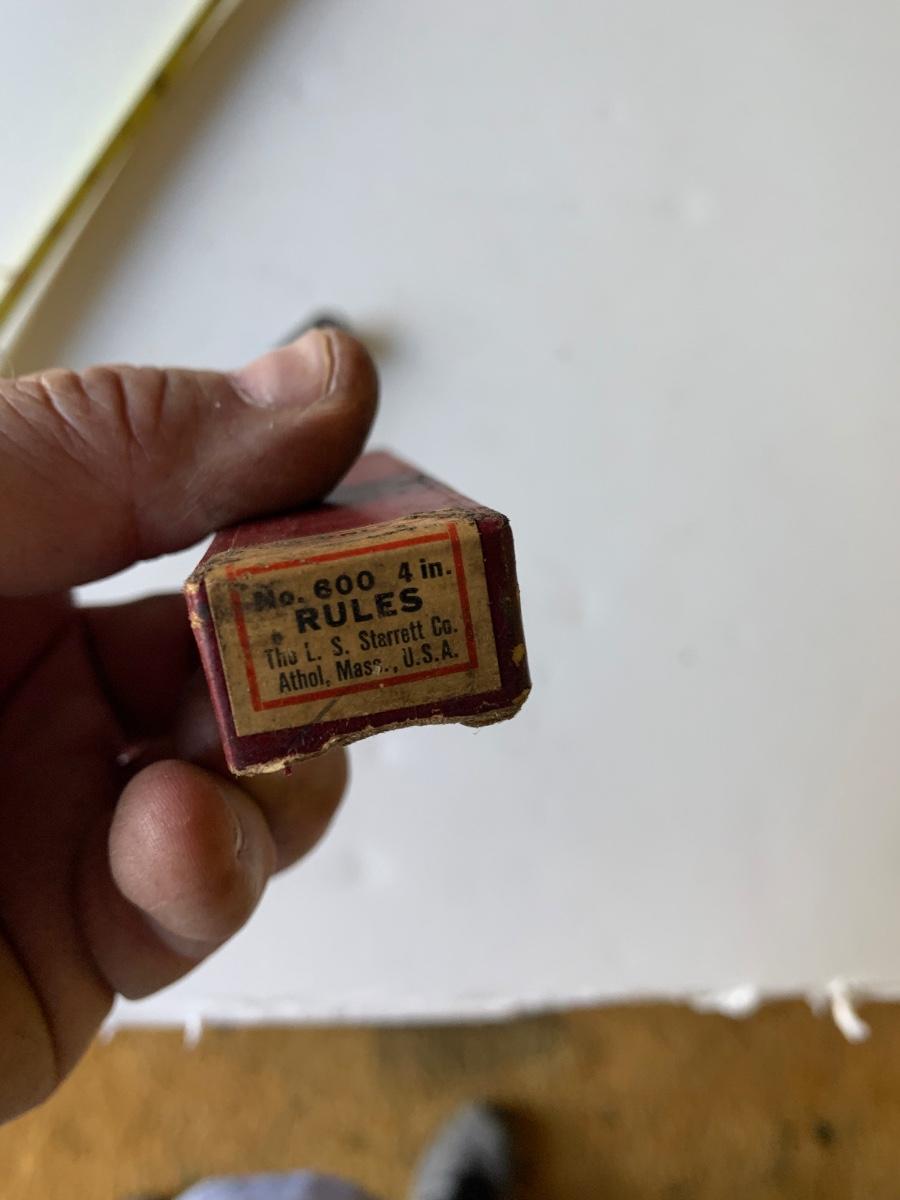 No. 600 4 in.
RULES
The L. S. Starrett Co.
Athol, Mass., U.S.A.